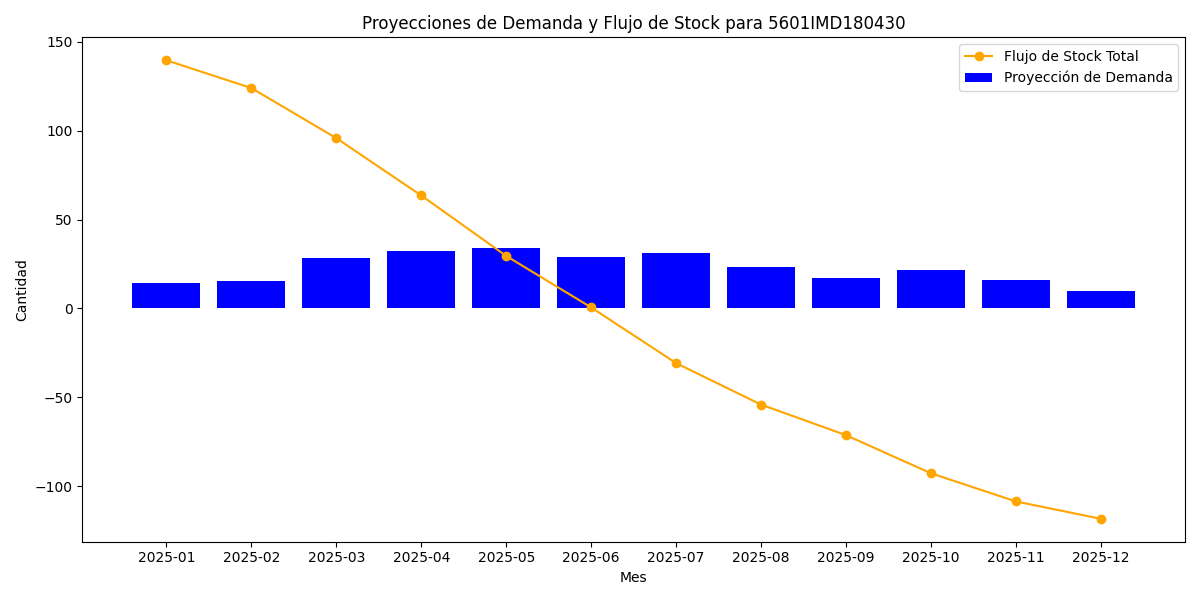 Proyecciones de Demanda y Flujo de Stock para 5601IMD180430
Flujo de Stock Total
Proyección de Demanda
Cantidad
150
100
50
0
−50
−100
2025-01 2025-02 2025-03 2025-04 2025-05 2025-06 2025-07 2025-08 2025-09 2025-10 2025-11 2025-12
Mes